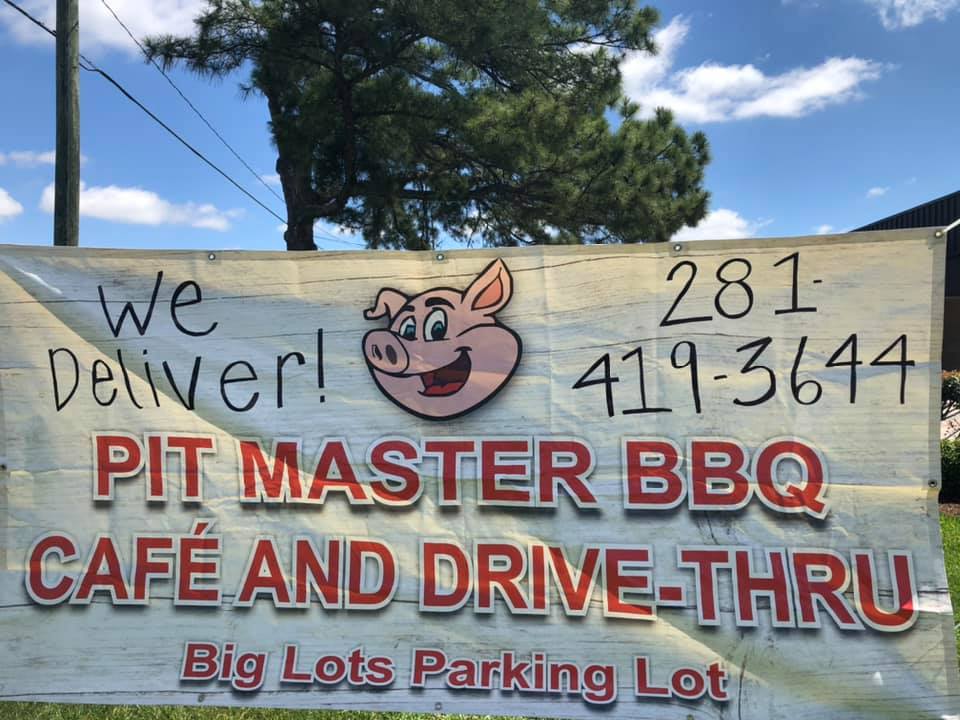 We
Deliver!
281-
419-3644
PIT MASTER BBQ
CAFÉ AND DRIVE-THRU
Big Lots Parking Lot